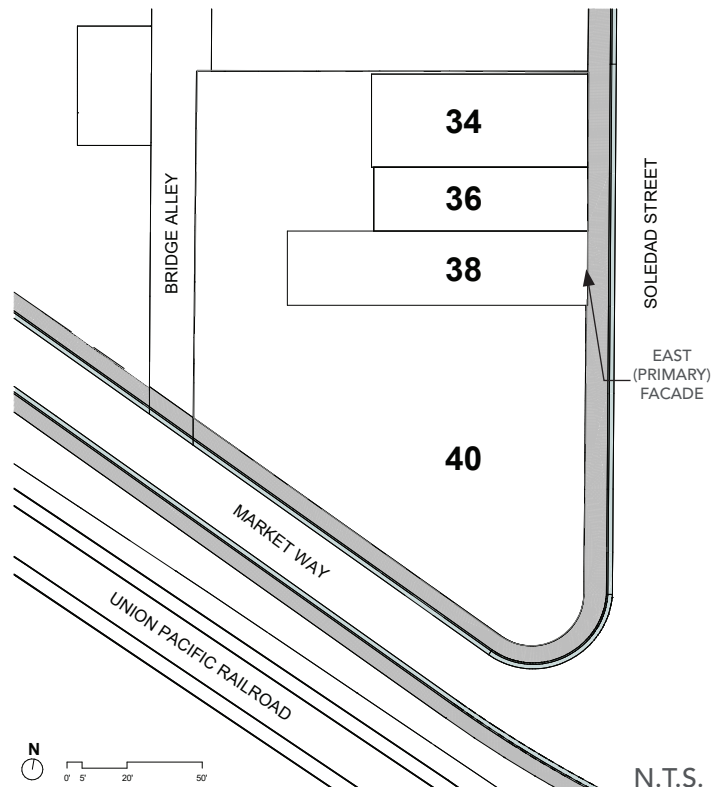 34
36
38
40
BRIDGE ALLEY
SOLEDAD STREET
EAST
(PRIMARY)
FACADE
MARKET WAY
UNION PACIFIC RAILROAD
N
0' 5' 20' 50'
N.T.S.